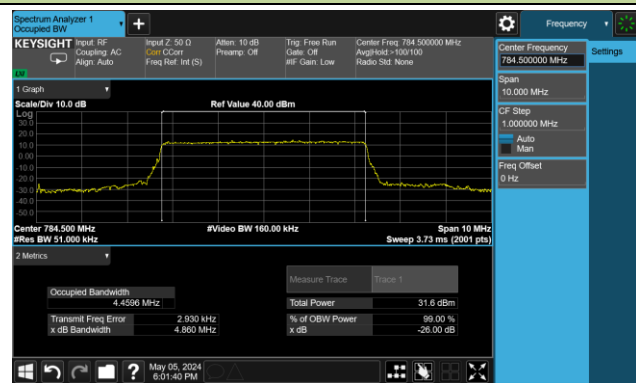 Spectrum Analyzer 1
Occupied BW
Frequency
KEYSIGHT
Input: RF
Coupling: AC
Align: Auto
Input Z: 50 Ω
Corr CCorr
Freq Ref: Int (S)
Atten: 10 dB
Preamp: Off
Trig: Free Run
Gate: Off
#IF Gain: Low
Center Freq: 784.500000 MHz
Avg|Hold:>100/100
Radio Std: None
Center Frequency
784.500000 MHz
Settings
Span
10.000 MHz
CF Step
1.000000 MHz
Auto
Man
Freq Offset
0 Hz
1 Graph
Scale/Div 10.0 dB
Ref Value 40.00 dBm
Log
30.0
20.0
10.0
0.00
-10.0
-20.0
-30.0
-40.0
-50.0
Center 784.500 MHz
#Video BW 160.00 kHz
Span 10 MHz
#Res BW 51.000 kHz
Sweep 3.73 ms (2001 pts)
2 Metrics
Measure Trace
Trace 1
Occupied Bandwidth
4.4596 MHz
Total Power
31.6 dBm
Transmit Freq Error
2.930 kHz
% of OBW Power
99.00 %
x dB Bandwidth
4.860 MHz
x dB
-26.00 dB
?
May 05, 2024
6:01:40 PM